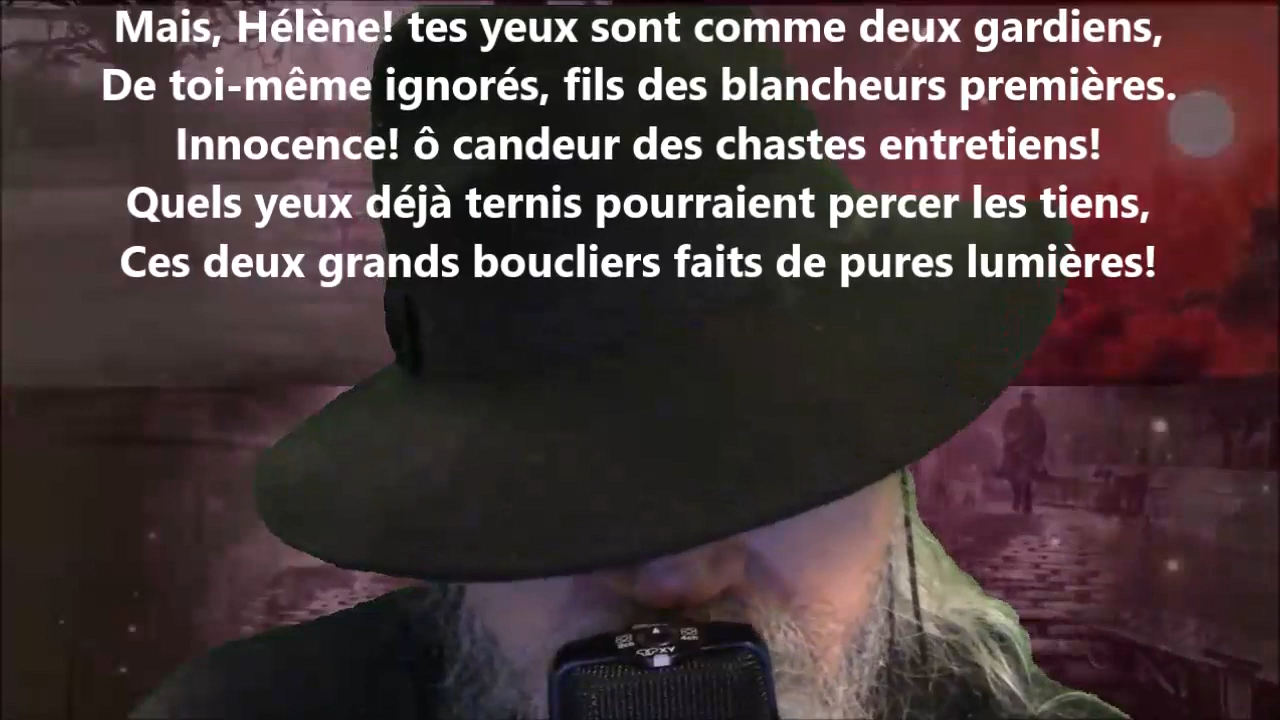 Mais, Hélène! tes yeux sont comme deux gardiens,
De toi-même ignorés, fils des blancheurs premières.
Innocence! ô candeur des chastes entretiens!
Quels yeux déjà ternis pourraient percer les tiens,
Ces deux grands boucliers faits de pures lumières!
XY